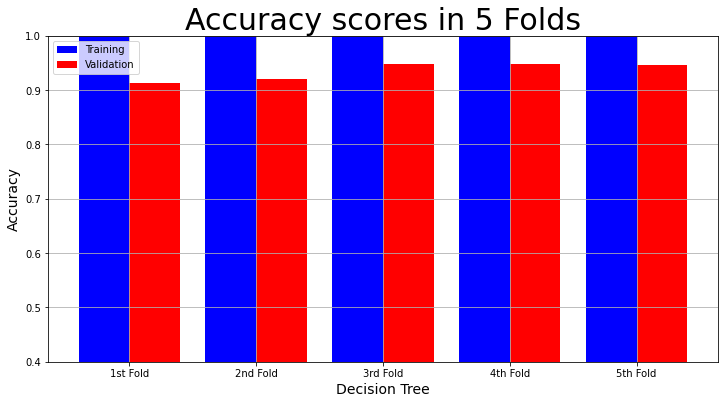 Accuracy scores in 5 Folds
Training
Validation
1.0
0.9
0.8
0.7
0.6
0.5
0.4
Accuracy
1st Fold
2nd Fold
3rd Fold
4th Fold
5th Fold
Decision Tree